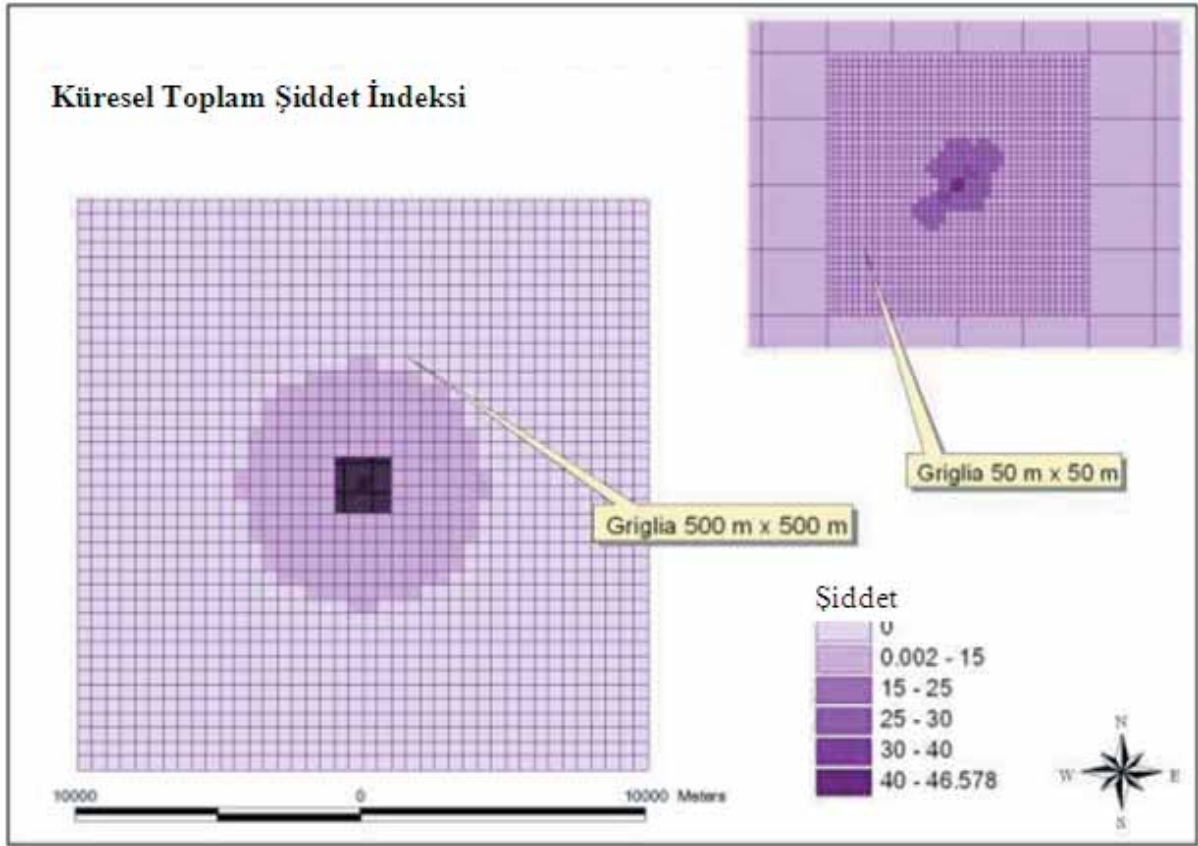 Küresel Toplam Şiddet İndeksi
Griglia 50 m x 50 m
Griglia 500 m x 500 m
Şiddet
0
0.002 - 15
15 - 25
25 - 30
30 - 40
40 - 46.578
N
W E
S
10000 0 10000 Meters